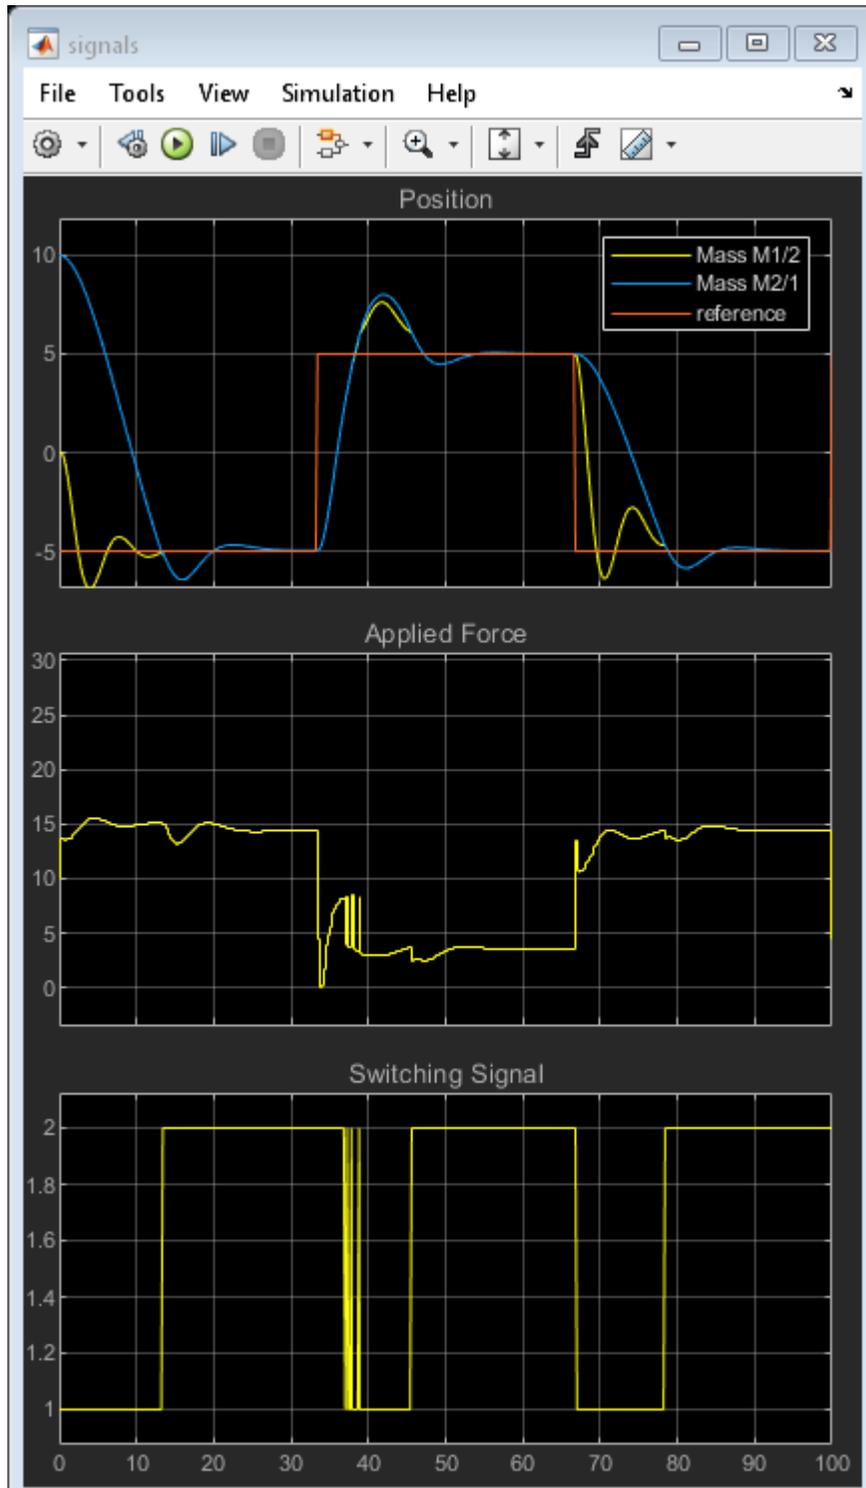 signals
File Tools View Simulation Help
Position
10
5
0
-5
Mass M1/2
Mass M2/1
reference
Applied Force
30
25
20
15
10
5
0
Switching Signal
2
1.8
1.6
1.4
1.2
1
0 10 20 30 40 50 60 70 80 90 100